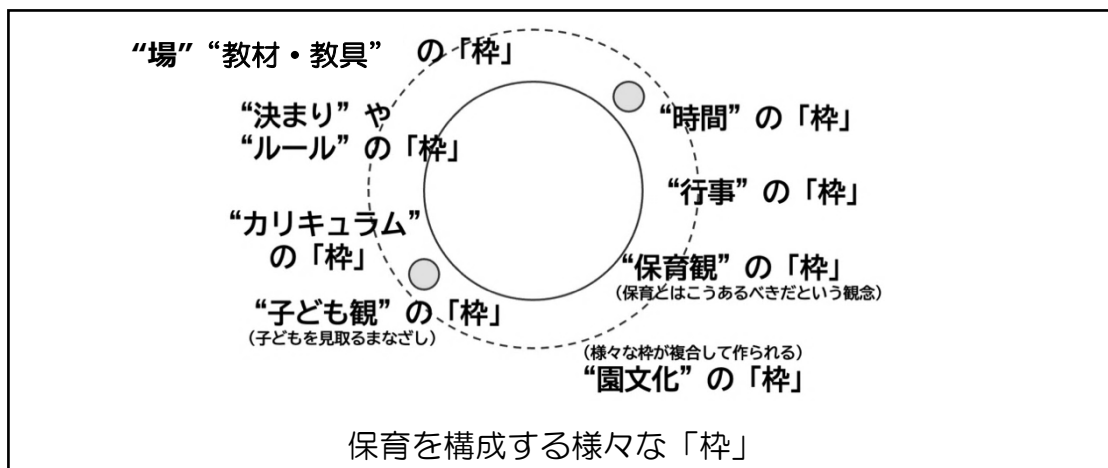 “場” “教材・教具” の「枠」
“決まり” や
“ルール” の「枠」
“カリキュラム”
の「枠」
“子ども観” の「枠」
(子どもを見取るまなざし)
“時間” の「枠」
“行事” の「枠」
“保育観” の「枠」
(保育とはこうあるべきだという観念)
(様々な枠が複合して作られる)
“園文化” の「枠」
保育を構成する様々な「枠」